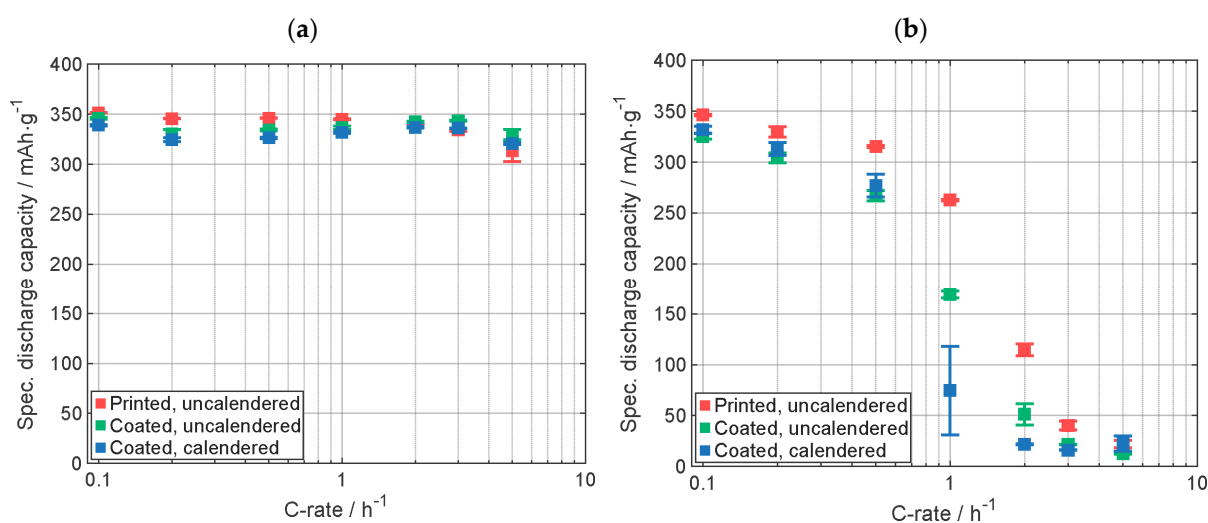 (a)
Spec. discharge capacity / mAh·g⁻¹
400
350
300
250
200
150
100
50
0
Printed, uncalendered
Coated, uncalendered
Coated, calendered
0.1
1
10
C-rate / h⁻¹
(b)
Spec. discharge capacity / mAh·g⁻¹
400
350
300
250
200
150
100
50
0
Printed, uncalendered
Coated, uncalendered
Coated, calendered
0.1
1
10
C-rate / h⁻¹